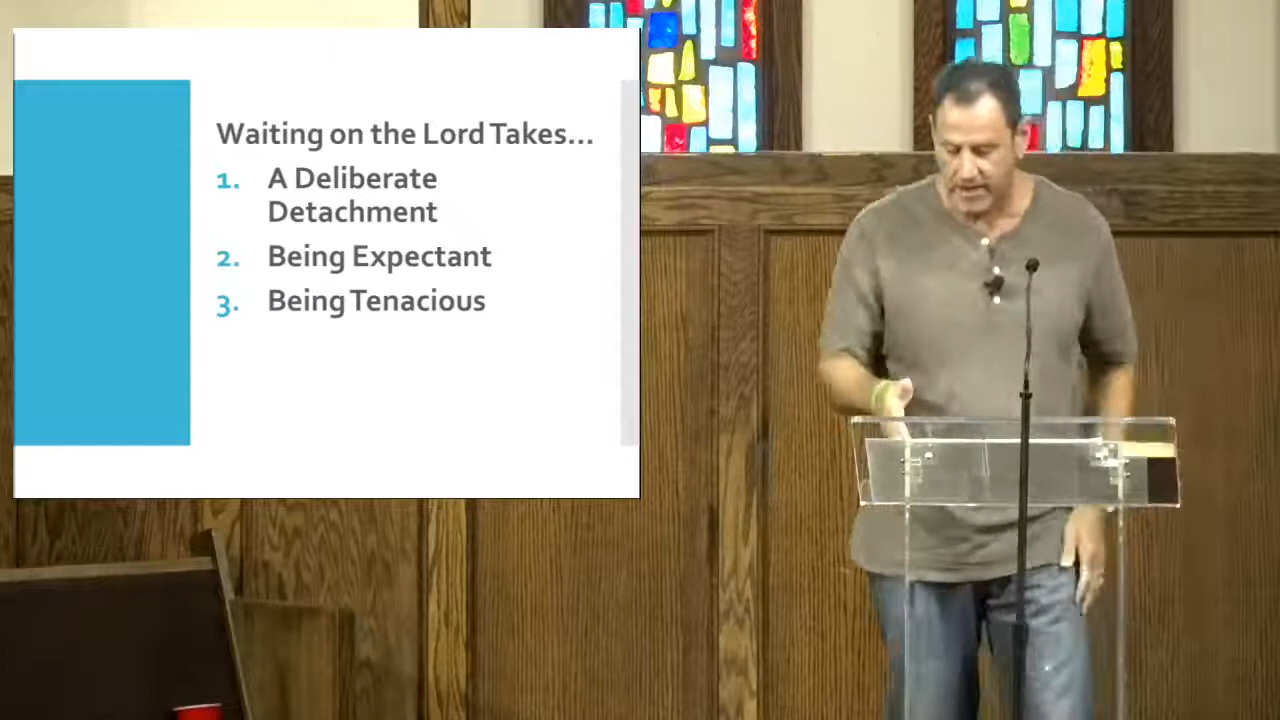 Waiting on the Lord Takes...
1. A Deliberate
Detachment
2. Being Expectant
3. Being Tenacious